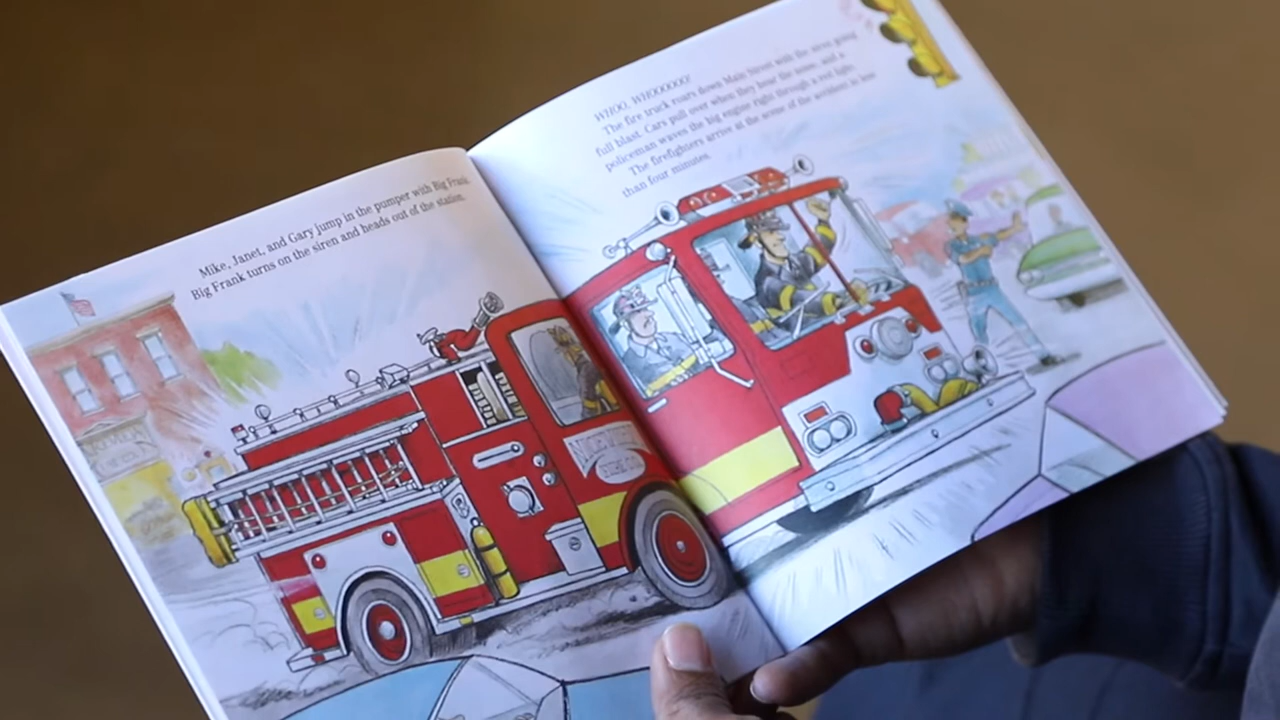 Mike, Janet, and Gary jump in the pumper with Big Frank.
Big Frank turns on the siren and heads out of the station.
WHOO, WHOOOOOO!
The fire truck roars down Main Street with the siren going
full blast. Cars pull over when they hear the noise, and a
policeman waves the big engine right through a red light.
The firefighters arrive at the scene of the accident in less
than four minutes.